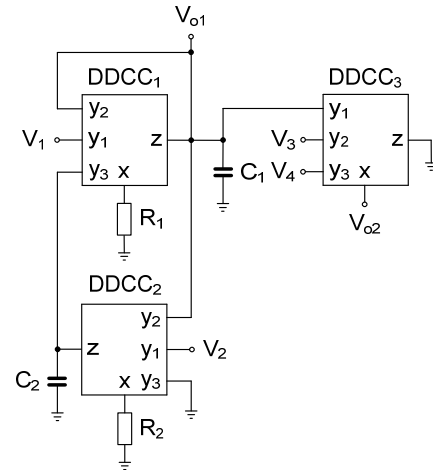 Vo1
DDCC1
DDCC3
y2
y1
V1
y1
z
V3
y2
z
y3
x
C1
V4
y3
x
R1
Vo2
DDCC2
y2
z
y1
V2
C2
x
y3
R2